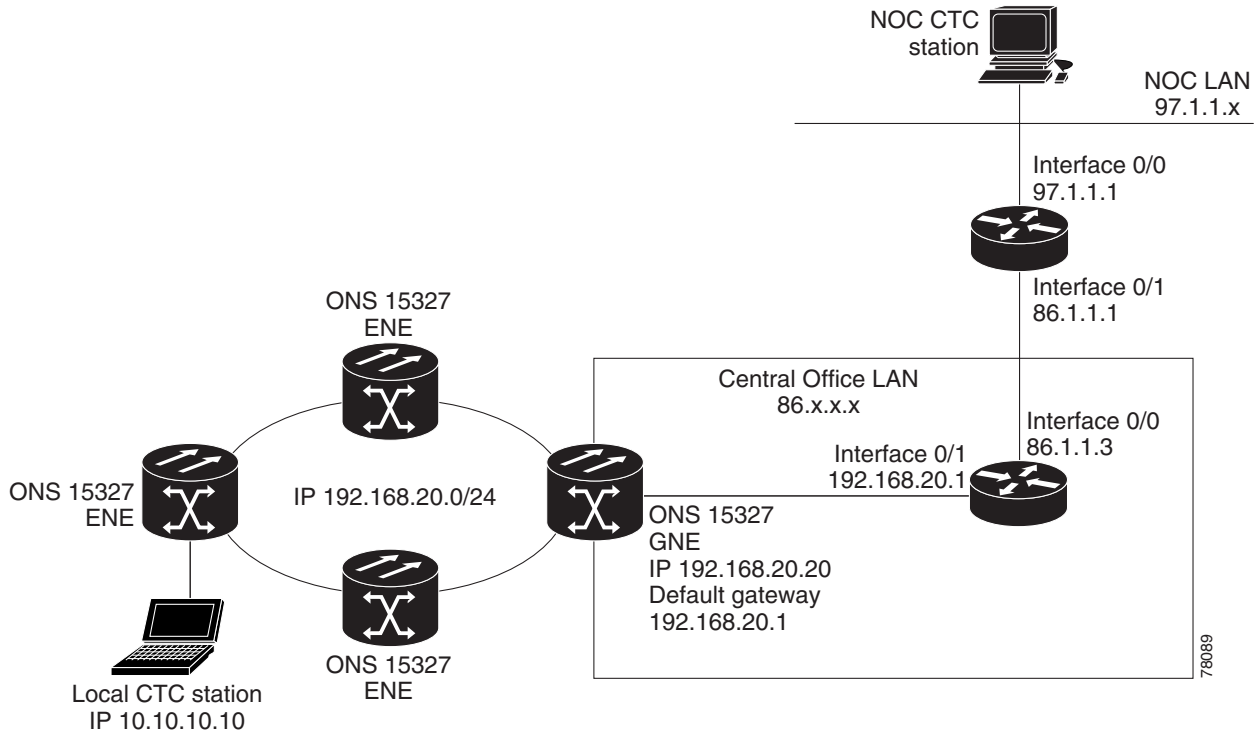 NOC CTC
station
NOC LAN
97.1.1.x
Interface 0/0
97.1.1.1
Interface 0/1
86.1.1.1
ONS 15327
ENE
Central Office LAN
86.x.x.x
Interface 0/0
86.1.1.3
Interface 0/1
192.168.20.1
ONS 15327
ENE
IP 192.168.20.0/24
ONS 15327
GNE
IP 192.168.20.20
Default gateway
192.168.20.1
ONS 15327
ENE
Local CTC station
IP 10.10.10.10
78089